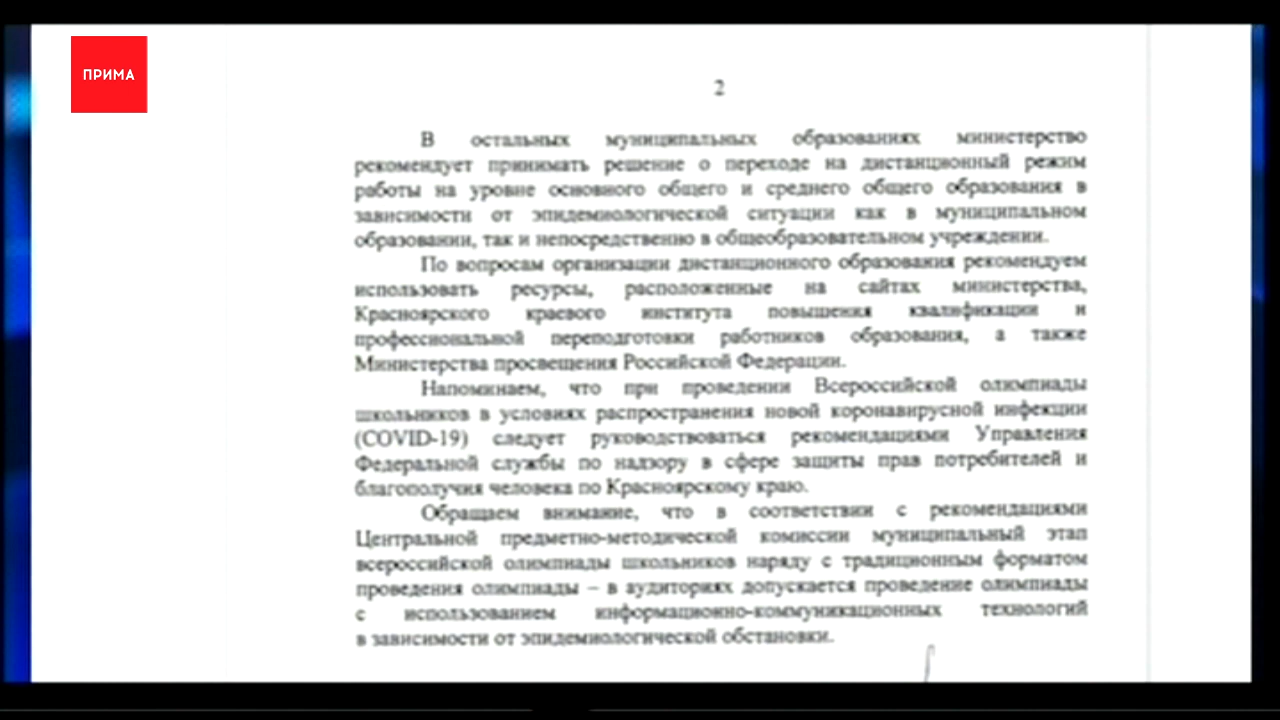 ПРИМА
2
В остальных муниципальных образованиях министерство
рекомендует принимать решение о переходе на дистанционный режим
работы на уровне основного общего и среднего общего образования в
зависимости от эпидемиологической ситуации как в муниципальном
образовании, так и непосредственно в общеобразовательном учреждении.
По вопросам организации дистанционного образования рекомендуем
использовать ресурсы, расположенные на сайтах министерства,
Красноярского краевого института повышения квалификации и
профессиональной переподготовки работников образования, а также
Министерства просвещения Российской Федерации.
Напоминаем, что при проведении Всероссийской олимпиады
школьников в условиях распространения новой коронавирусной инфекции
(COVID-19) следует руководствоваться рекомендациями Управления
Федеральной службы по надзору в сфере защиты прав потребителей и
благополучия человека по Красноярскому краю.
Обращаем внимание, что в соответствии с рекомендациями
Центральной предметно-методической комиссии муниципальный этап
всероссийской олимпиады школьников наряду с традиционным форматом
проведения олимпиады – в аудиториях допускается проведение олимпиады
с использованием информационно-коммуникационных технологий
в зависимости от эпидемиологической обстановки.